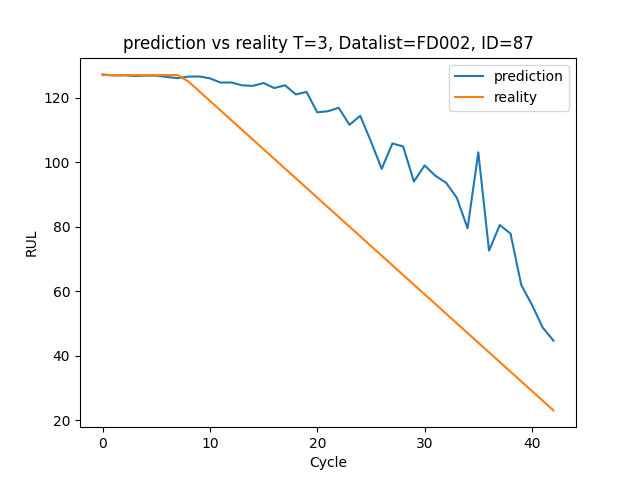 prediction vs reality T=3, Datalist=FD002, ID=87
prediction
reality
120
100
80
60
40
20
RUL
0 10 20 30 40
Cycle